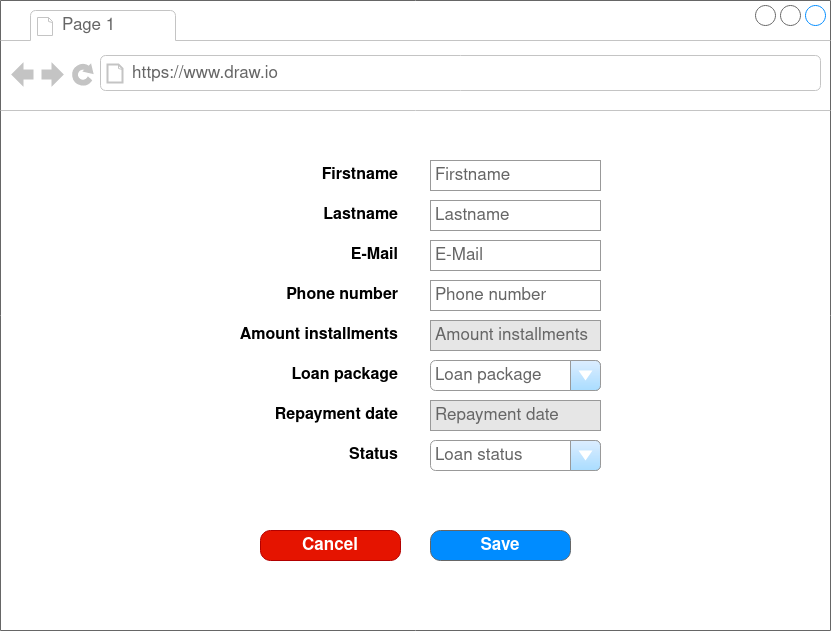 Page 1
https://www.draw.io
Firstname Firstname
Lastname Lastname
E-Mail E-Mail
Phone number Phone number
Amount installments Amount installments
Loan package Loan package
Repayment date Repayment date
Status Loan status
Cancel Save